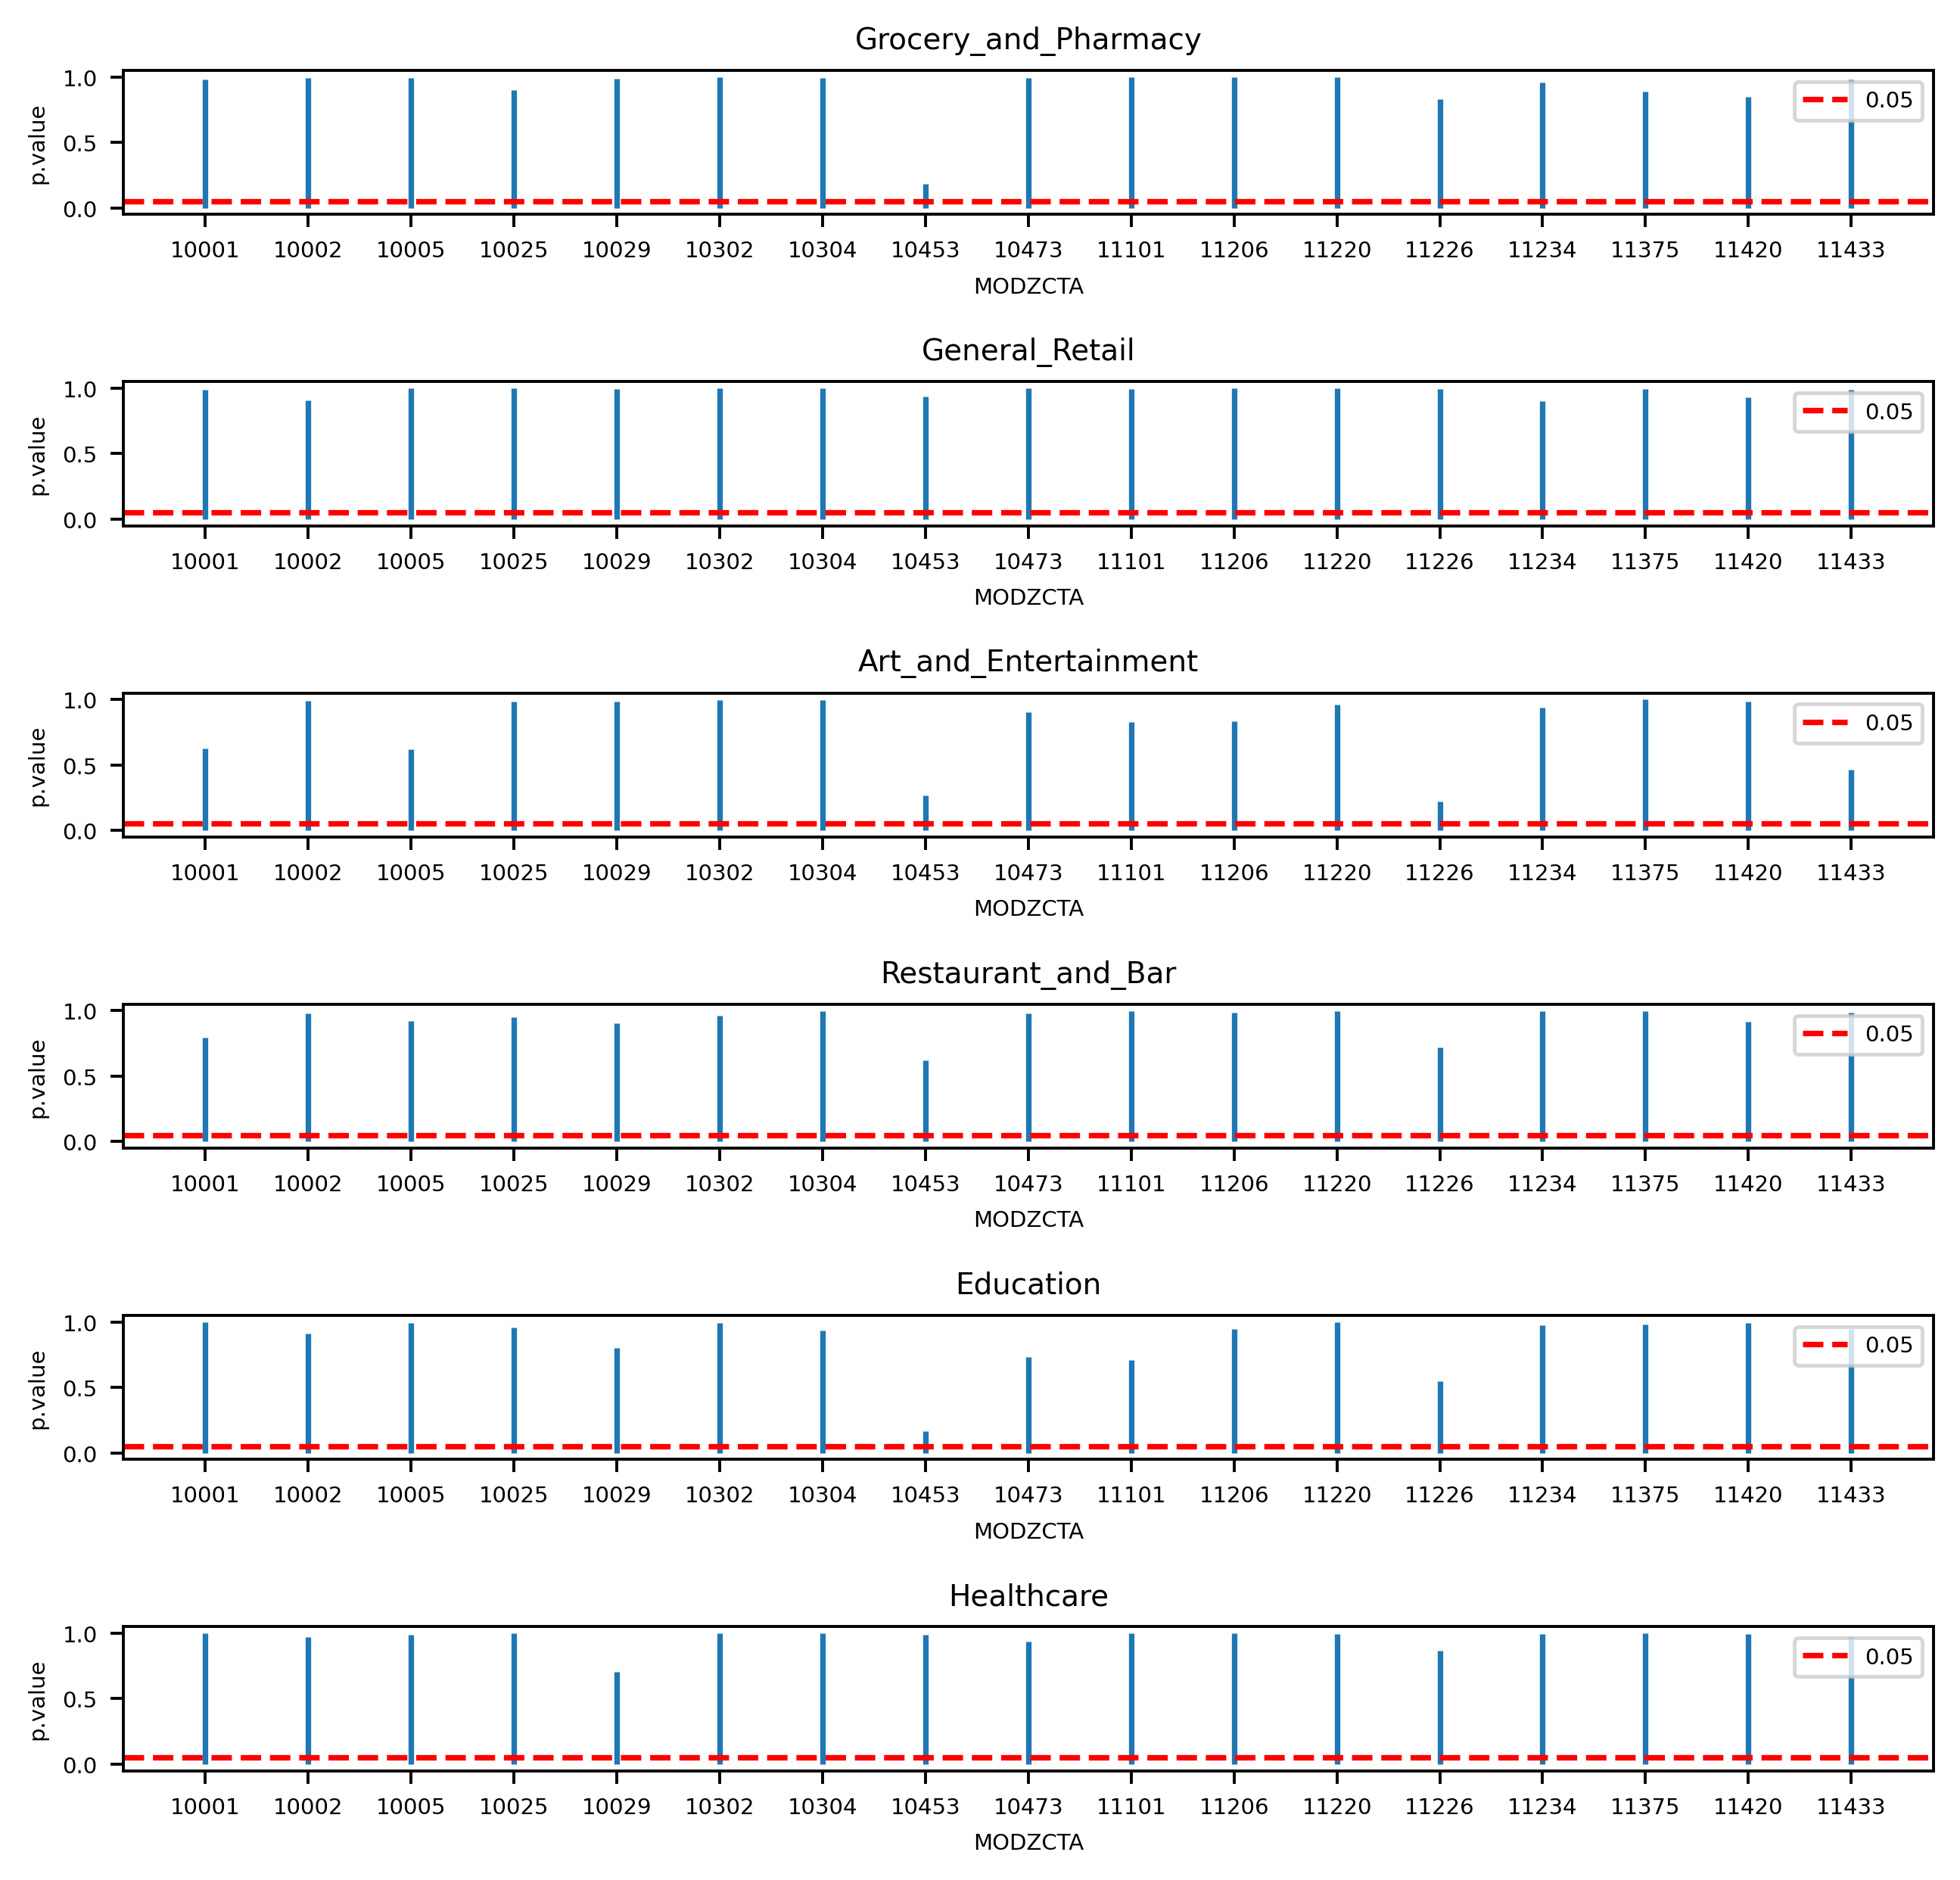 Grocery_and_Pharmacy
1.0
0.5
0.0
p.value
0.05
10001 10002 10005 10025 10029 10302 10304 10453 10473 11101 11206 11220 11226 11234 11375 11420 11433
MODZCTA
General_Retail
1.0
0.5
0.0
p.value
0.05
10001 10002 10005 10025 10029 10302 10304 10453 10473 11101 11206 11220 11226 11234 11375 11420 11433
MODZCTA
Art_and_Entertainment
1.0
0.5
0.0
p.value
0.05
10001 10002 10005 10025 10029 10302 10304 10453 10473 11101 11206 11220 11226 11234 11375 11420 11433
MODZCTA
Restaurant_and_Bar
1.0
0.5
0.0
p.value
0.05
10001 10002 10005 10025 10029 10302 10304 10453 10473 11101 11206 11220 11226 11234 11375 11420 11433
MODZCTA
Education
1.0
0.5
0.0
p.value
0.05
10001 10002 10005 10025 10029 10302 10304 10453 10473 11101 11206 11220 11226 11234 11375 11420 11433
MODZCTA
Healthcare
1.0
0.5
0.0
p.value
0.05
10001 10002 10005 10025 10029 10302 10304 10453 10473 11101 11206 11220 11226 11234 11375 11420 11433
MODZCTA